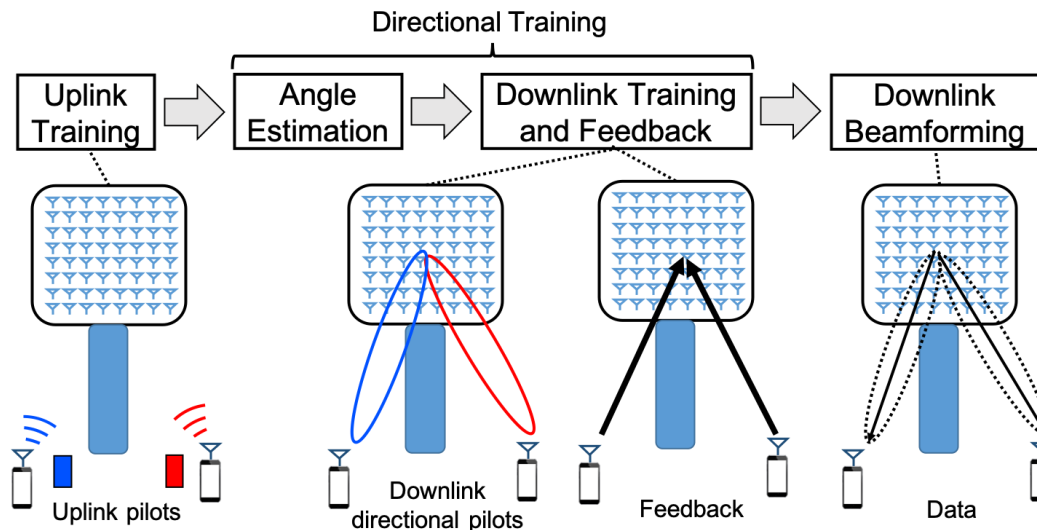 Directional Training
Uplink
Training
Angle
Estimation
Downlink Training
and Feedback
Downlink
Beamforming
Uplink pilots
Downlink
directional pilots
Feedback
Data